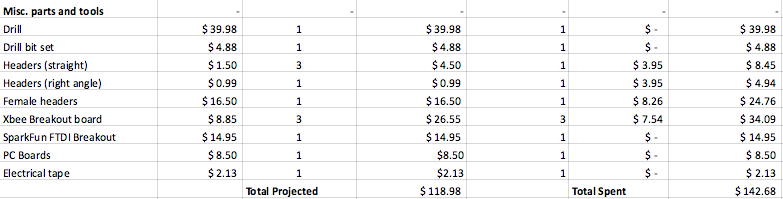 Misc. parts and tools - - - - - -
Drill $ 39.98 1 $ 39.98 1 $ - $ 39.98
Drill bit set $ 4.88 1 $ 4.88 1 $ - $ 4.88
Headers (straight) $ 1.50 3 $ 4.50 1 $ 3.95 $ 8.45
Headers (right angle) $ 0.99 1 $ 0.99 1 $ 3.95 $ 4.94
Female headers $ 16.50 1 $ 16.50 1 $ 8.26 $ 24.76
Xbee Breakout board $ 8.85 3 $ 26.55 3 $ 7.54 $ 34.09
SparkFun FTDI Breakout $ 14.95 1 $ 14.95 1 $ - $ 14.95
PC Boards $ 8.50 1 $8.50 1 $ - $ 8.50
Electrical tape $ 2.13 1 $2.13 1 $ - $ 2.13
Total Projected $ 118.98 Total Spent $ 142.68